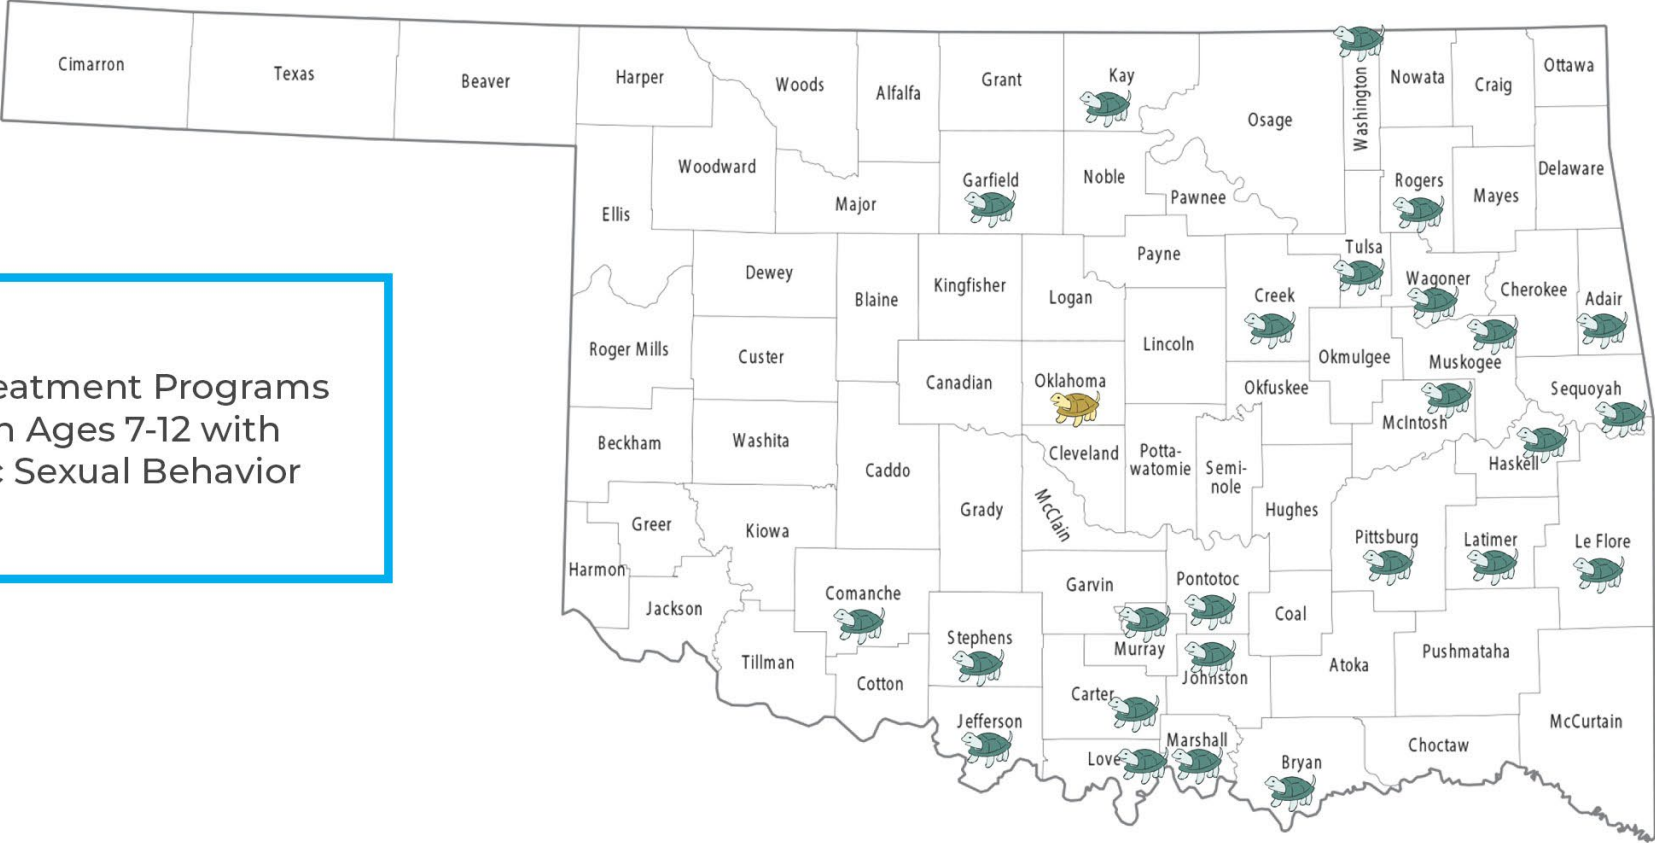 Cimarron
Texas
Beaver
Harper
Woods
Alfalfa
Grant
Kay
Osage
Washington
Nowata
Craig
Ottawa
Woodward
Ellis
Major
Garfield
Noble
Pawnee
Rogers
Mayes
Delaware
Dewey
Blaine
Kingfisher
Logan
Payne
Creek
Tulsa
Wagoner
Cherokee
Adair
Roger Mills
Custer
Canadian
Oklahoma
Lincoln
Okmulgee
Muskogee
Okfuskee
McIntosh
Sequoyah
eatment Programs
n Ages 7-12 with
c Sexual Behavior
Beckham
Washita
Caddo
Cleveland
Potta-
watomie
Semi-
nole
Haskell
Greer
Kiowa
Grady
McClain
Hughes
Pittsburg
Latimer
Le Flore
Harmon
Jackson
Comanche
Garvin
Pontotoc
Coal
Tillman
Cotton
Stephens
Murray
Johnston
Atoka
Pushmataha
Carter
Jefferson
Love
Marshall
Bryan
Choctaw
McCurtain